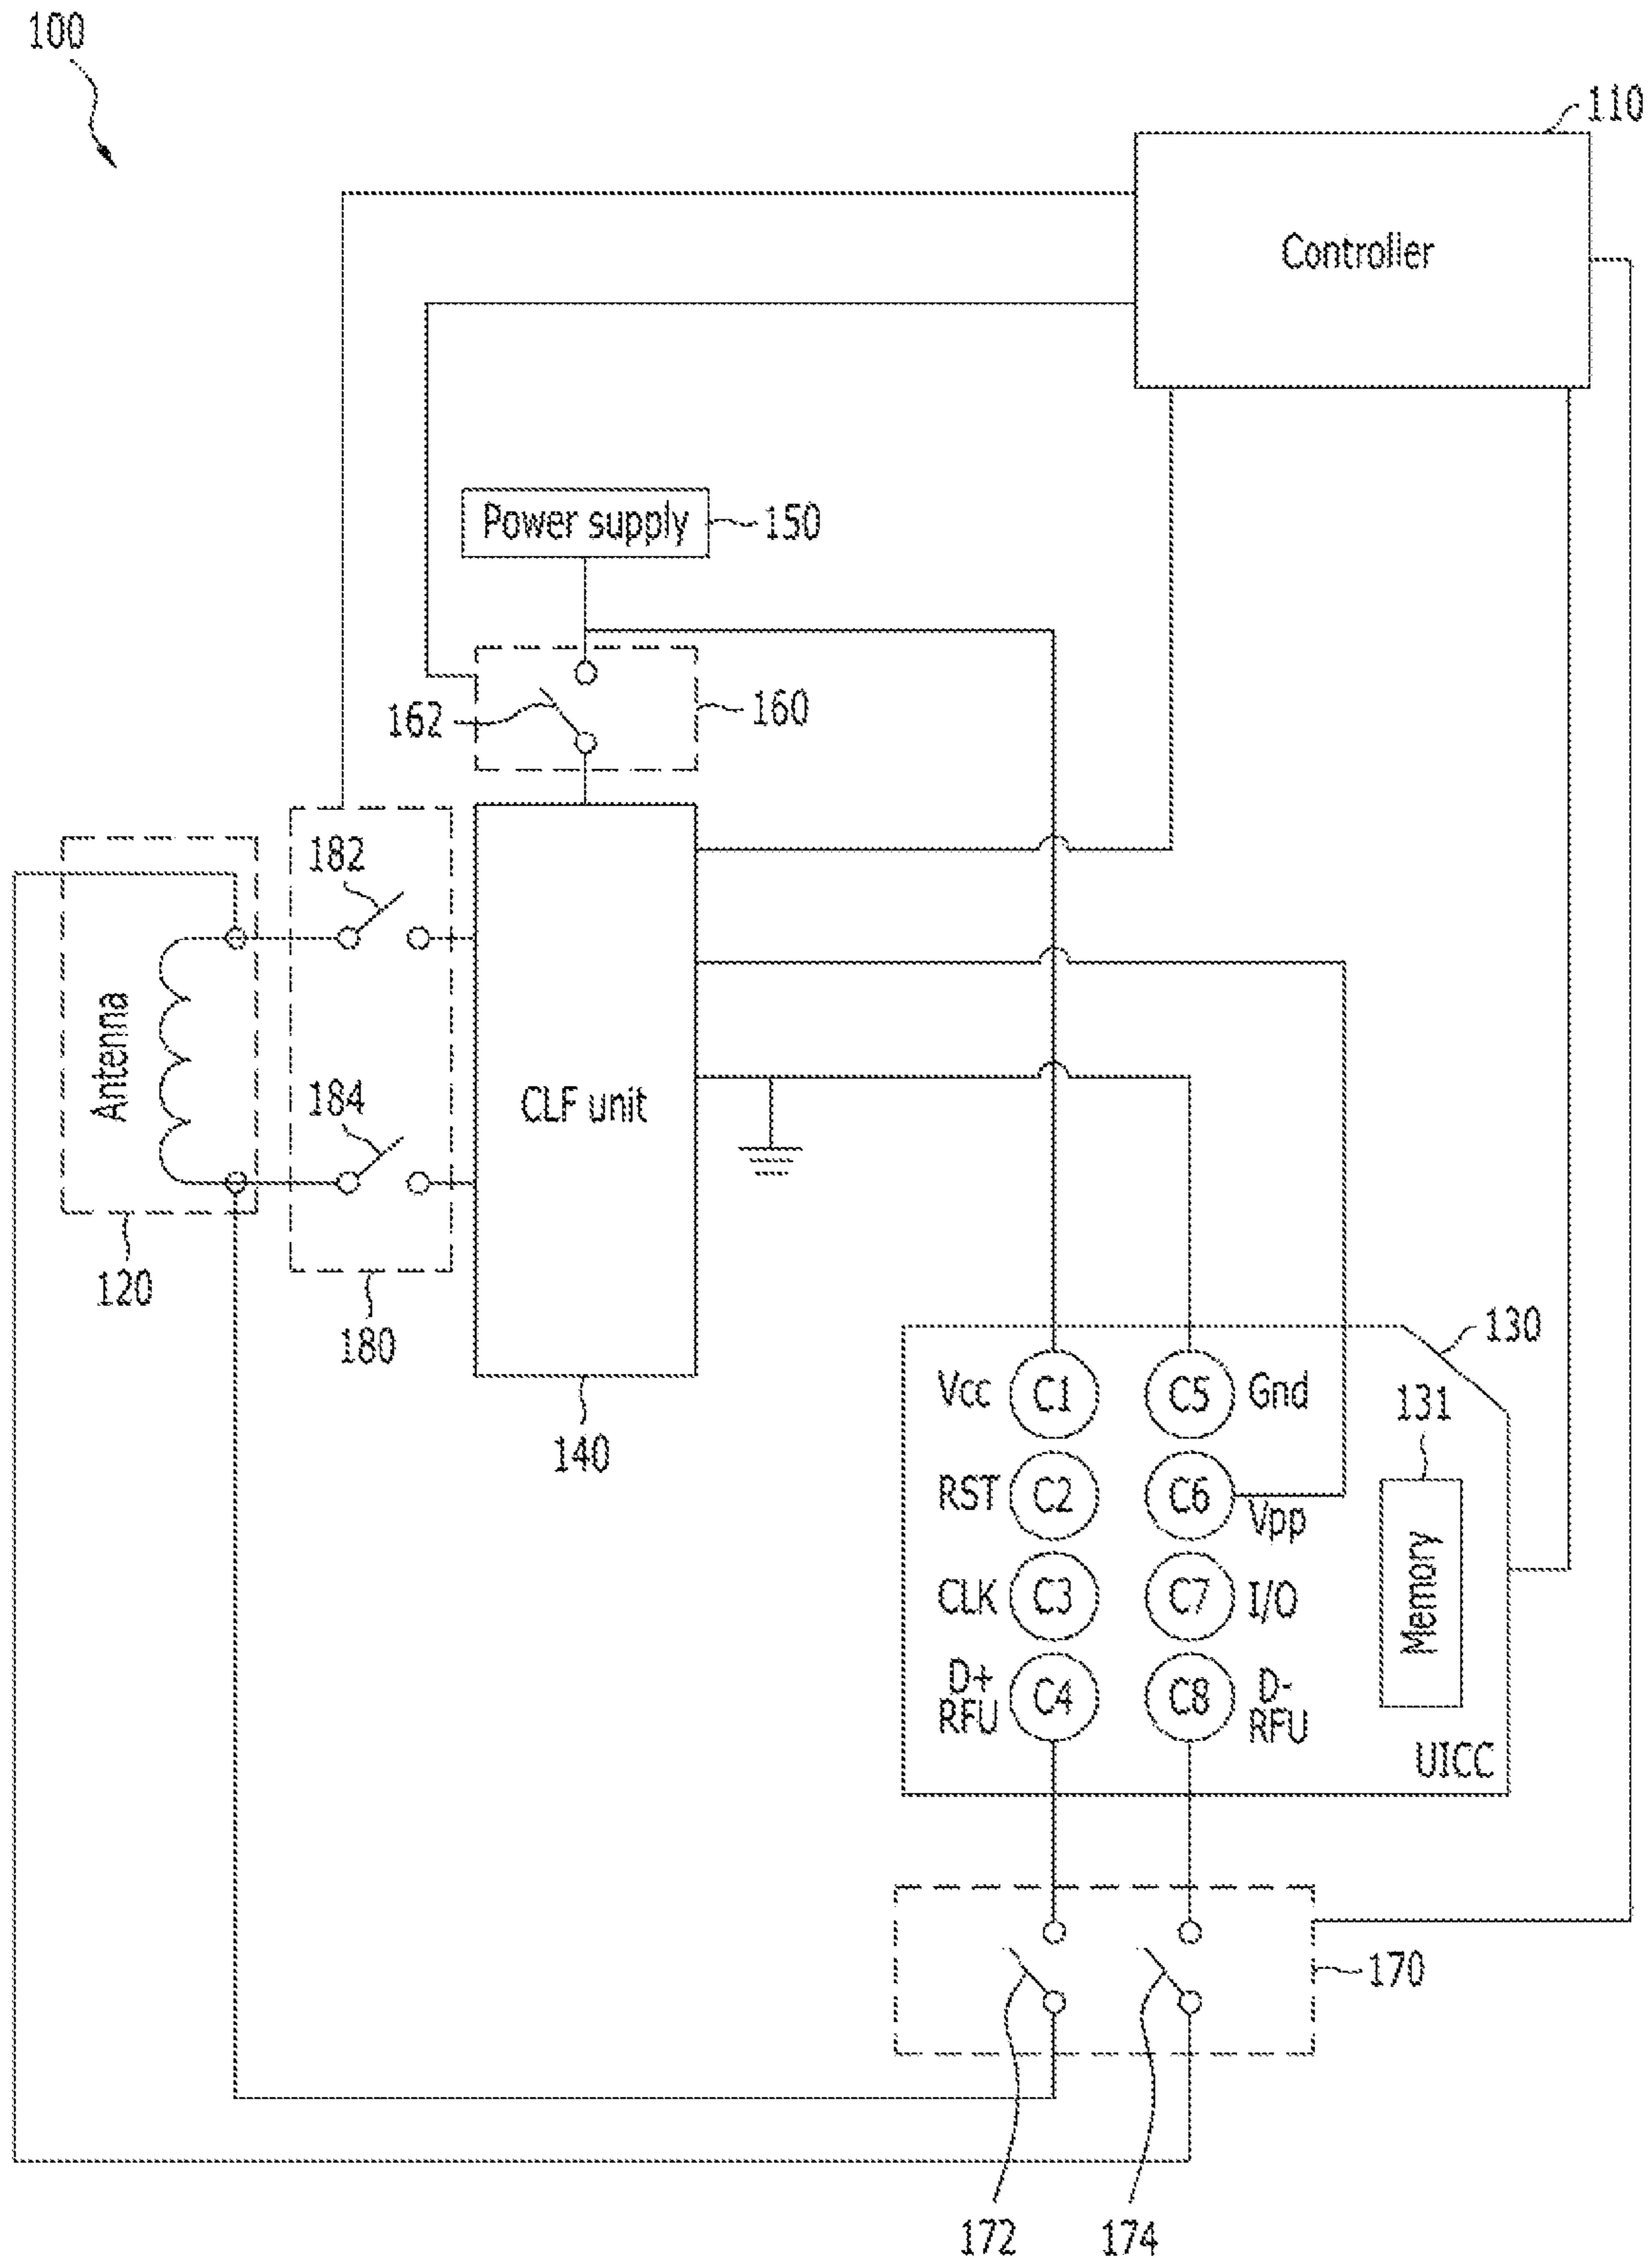 100
110
Controller
Power supply
150
162
160
182
Antenna
184
CLF unit
120
180
140
130
131
Vcc
C1
C5
Gnd
RST
C2
C6
Vpp
CLK
C3
C7
I/O
Memory
D+
RFU
C4
C8
D-
RFU
UICC
170
172
174